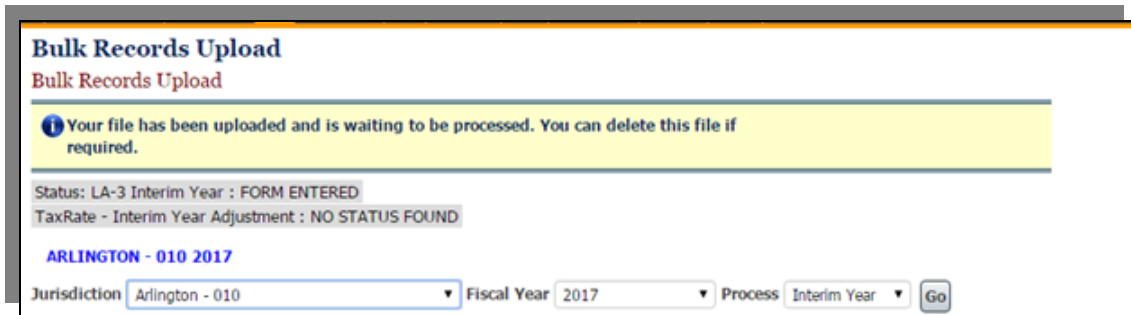 Bulk Records Upload
Bulk Records Upload
Your file has been uploaded and is waiting to be processed. You can delete this file if
required.
Status: LA-3 Interim Year : FORM ENTERED
TaxRate - Interim Year Adjustment : NO STATUS FOUND
ARLINGTON - 010 2017
Jurisdiction Arlington - 010 Fiscal Year 2017 Process Interim Year Go